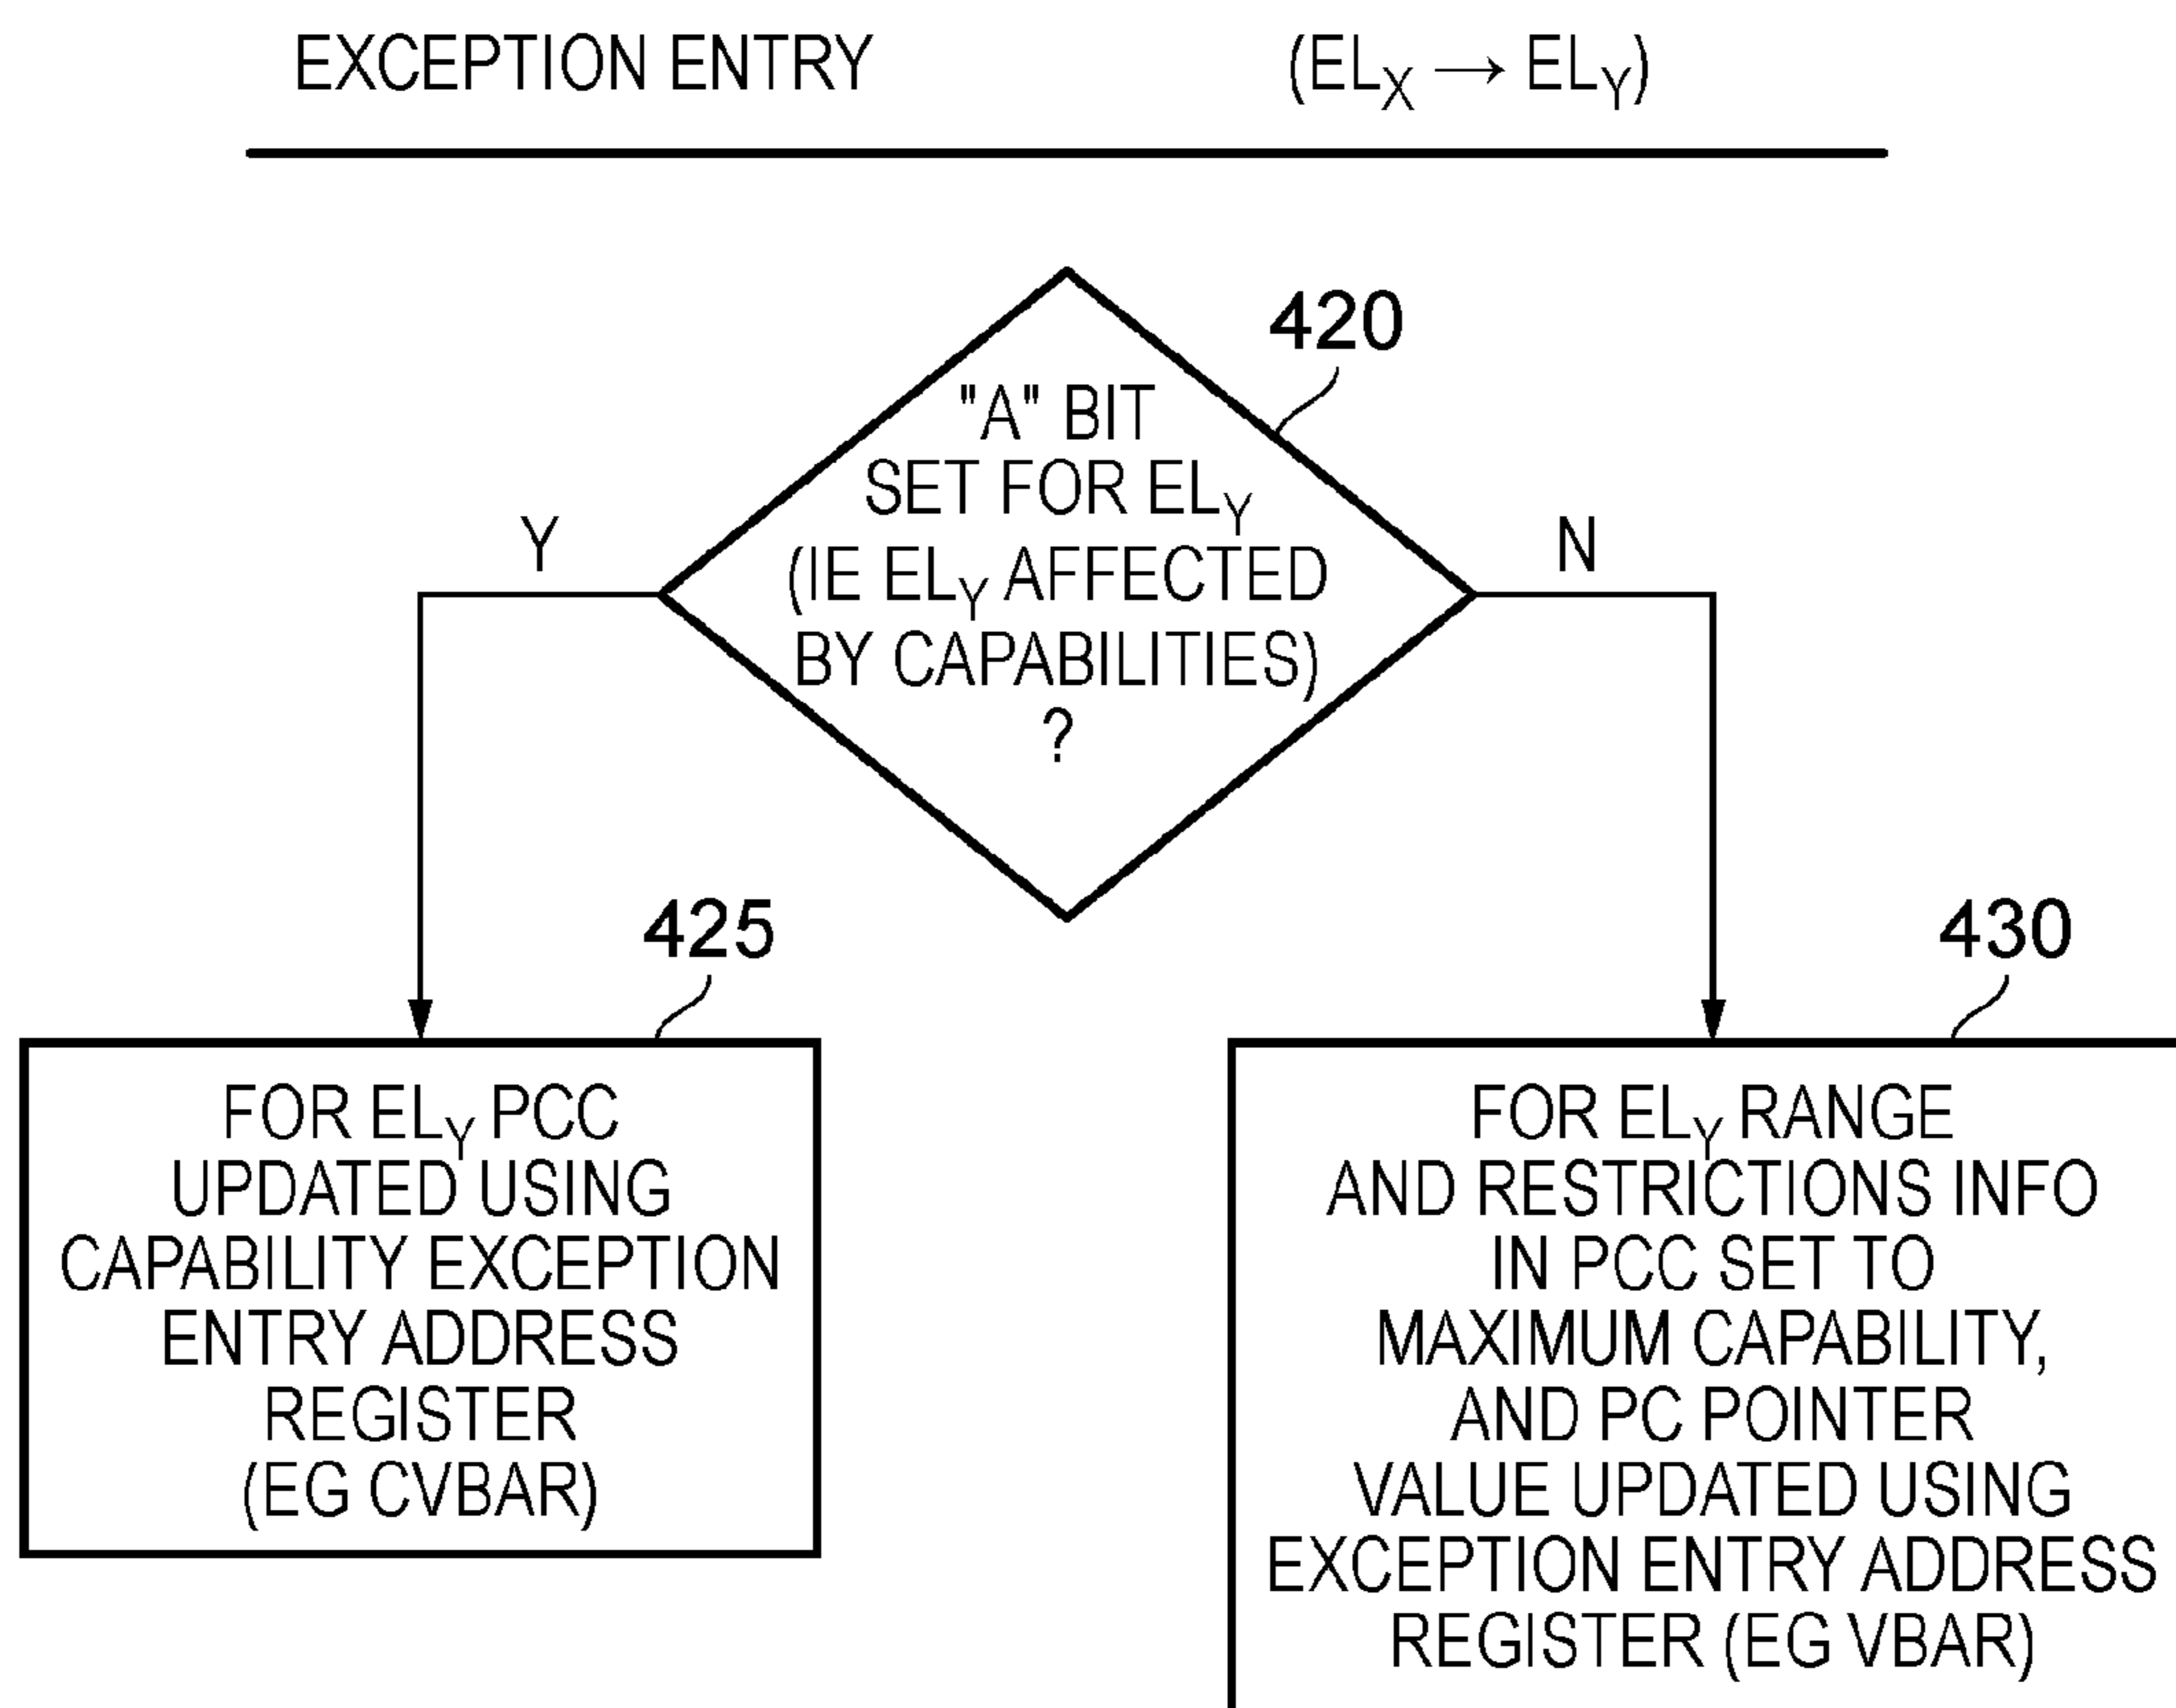 EXCEPTION ENTRY (ELX → ELY)
420
"A" BIT
SET FOR ELY
(IE ELY AFFECTED
BY CAPABILITIES)
?
Y
N
425
FOR ELY PCC
UPDATED USING
CAPABILITY EXCEPTION
ENTRY ADDRESS
REGISTER
(EG CVBAR)
430
FOR ELY RANGE
AND RESTRICTIONS INFO
IN PCC SET TO
MAXIMUM CAPABILITY,
AND PC POINTER
VALUE UPDATED USING
EXCEPTION ENTRY ADDRESS
REGISTER (EG VBAR)